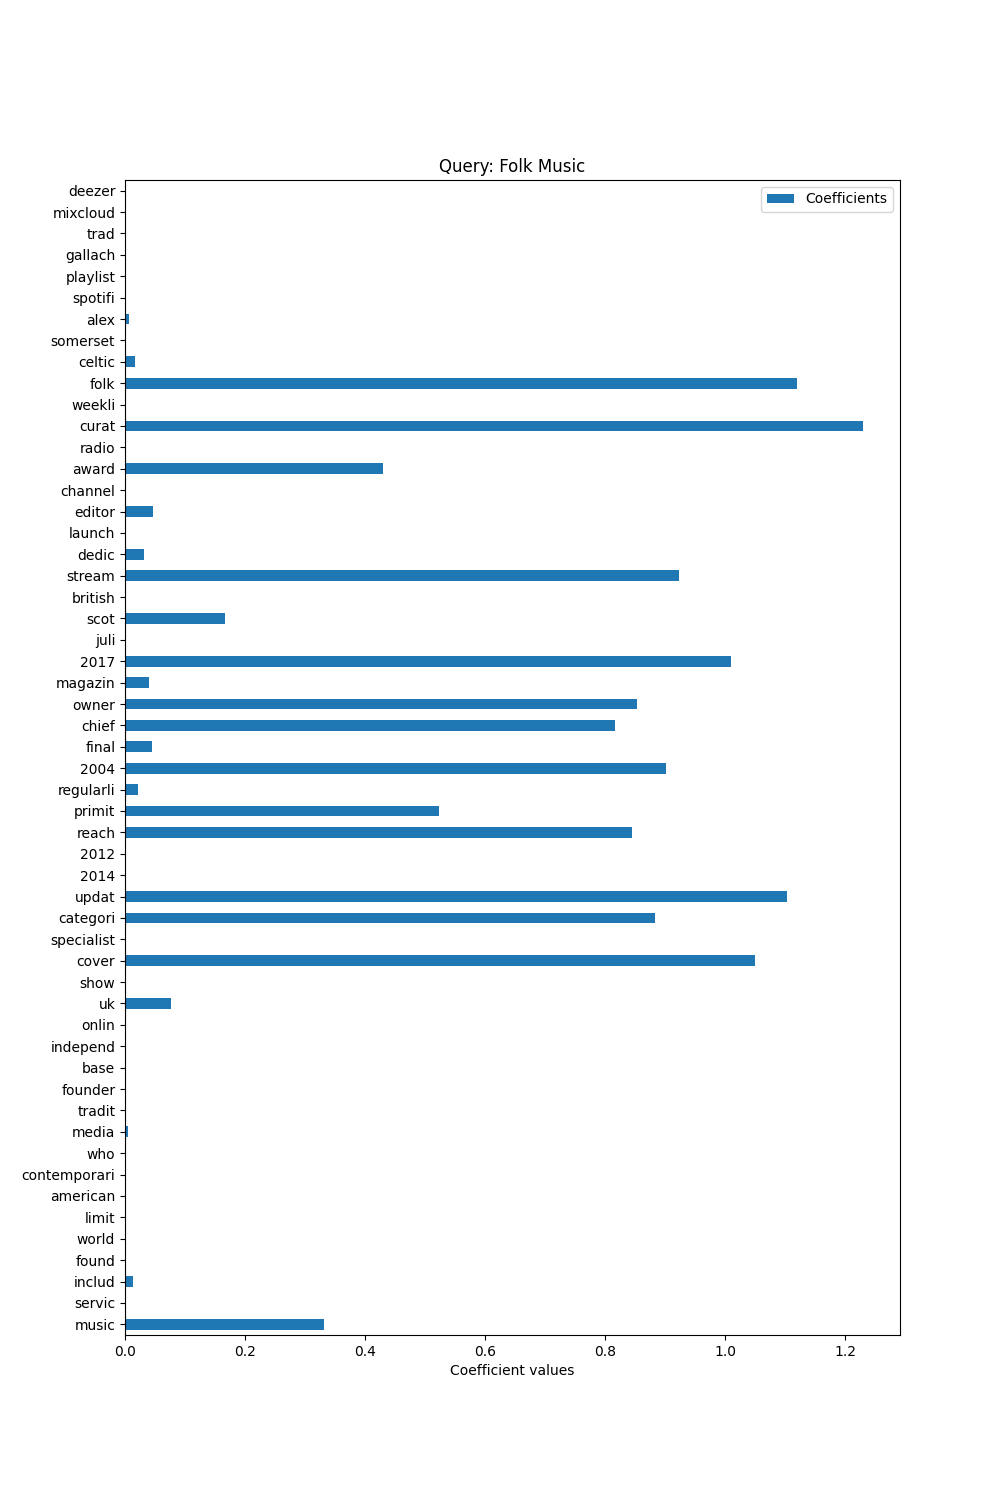 Query: Folk Music
Coefficients
deezer
mixcloud
trad
gallach
playlist
spotifi
alex
somerset
celtic
folk
weekli
curat
radio
award
channel
editor
launch
dedic
stream
british
scot
juli
2017
magazin
owner
chief
final
2004
regularli
primit
reach
2012
2014
updat
categori
specialist
cover
show
uk
onlin
independ
base
founder
tradit
media
who
contemporari
american
limit
world
found
includ
servic
music
0.0 0.2 0.4 0.6 0.8 1.0 1.2
Coefficient values